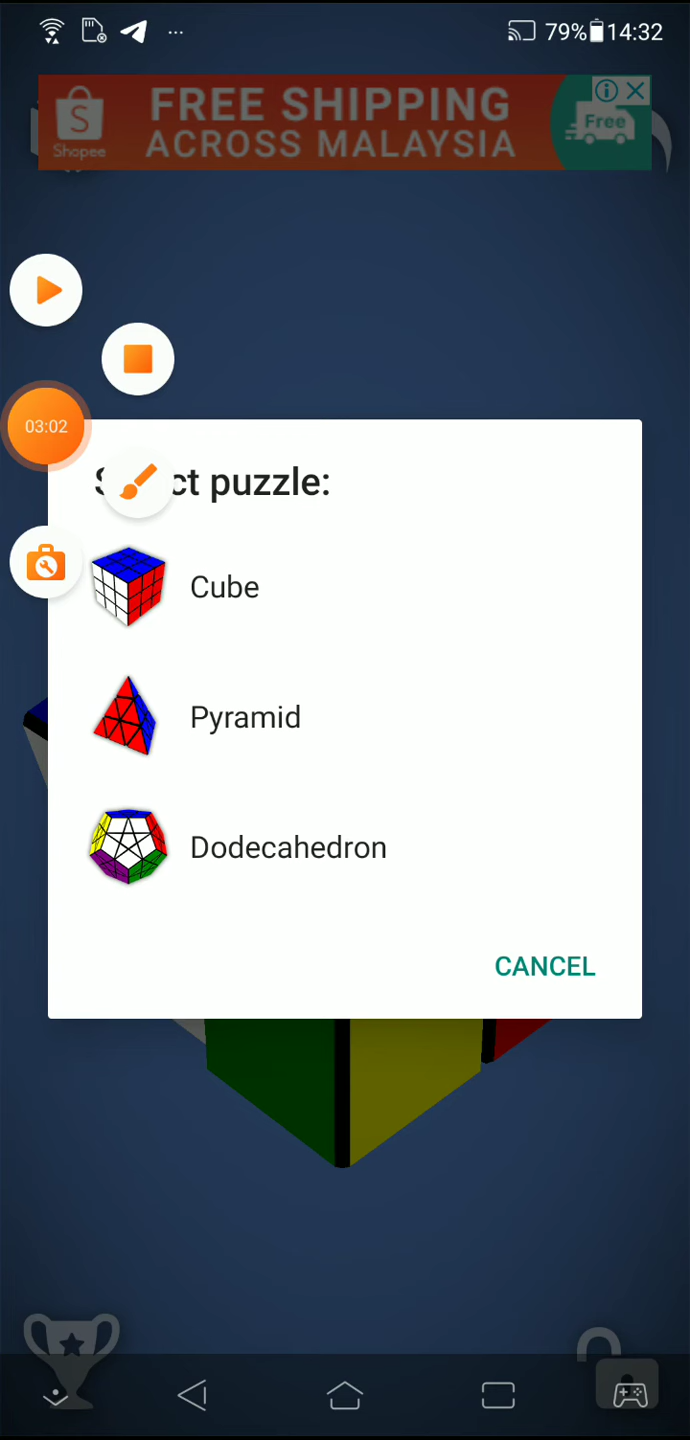 79% 14:32
FREE SHIPPING
ACROSS MALAYSIA
S
Shopee
Free
03:02
ct puzzle:
Cube
Pyramid
Dodecahedron
CANCEL